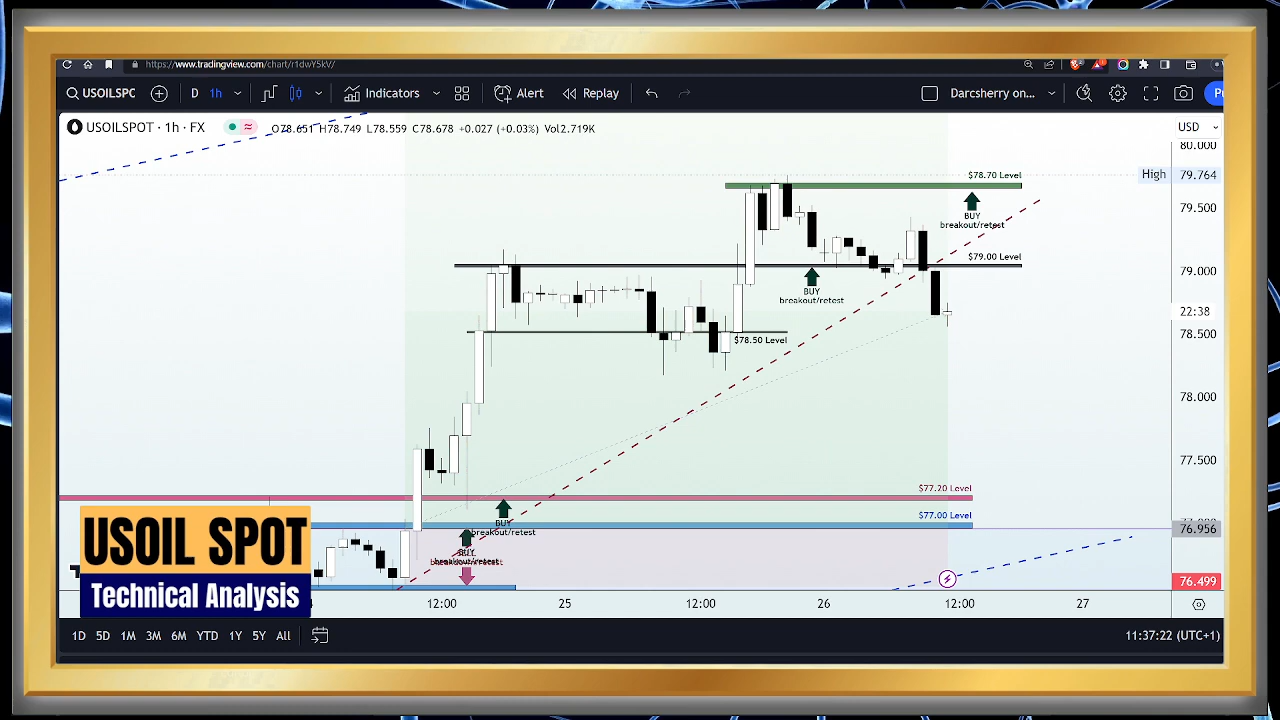 https://www.tradingview.com/chart/r1dwY5kV/
USOILSPC D 1h Indicators Alert Replay Darcsherry on...
USOILSPOT · 1h · FX O78.651 H78.749 L78.559 C78.678 +0.027 (+0.03%) Vol2.719K
USD
80.000
$78.70 Level
High 79.764
79.500
BUY
breakout/retest
$79.00 Level
79.000
BUY
breakout/retest
22:38
78.500
$78.50 Level
78.000
77.500
$77.20 Level
$77.00 Level
BUY
breakout/retest
76.956
BUY
76.499
USOIL SPOT
Technical Analysis
12:00 25 12:00 26 12:00 27
1D 5D 1M 3M 6M YTD 1Y 5Y All
11:37:22 (UTC+1)